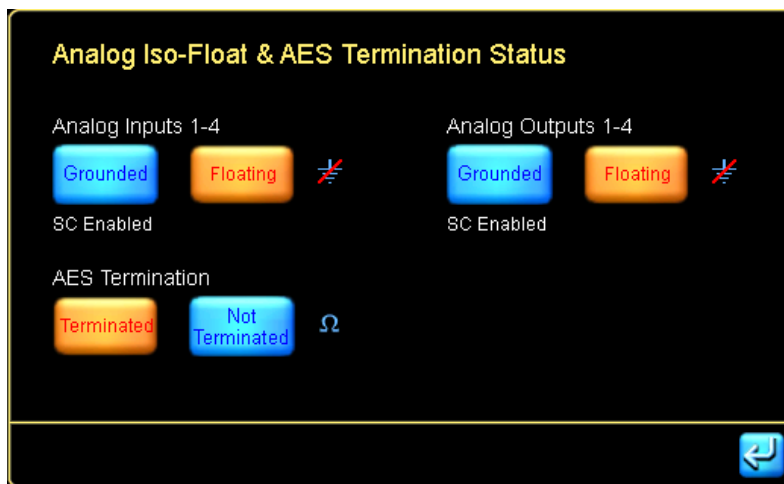 Analog Iso-Float & AES Termination Status
Analog Inputs 1-4
Grounded
Floating
SC Enabled
Analog Outputs 1-4
Grounded
Floating
SC Enabled
AES Termination
Terminated
Not
Terminated
Ω